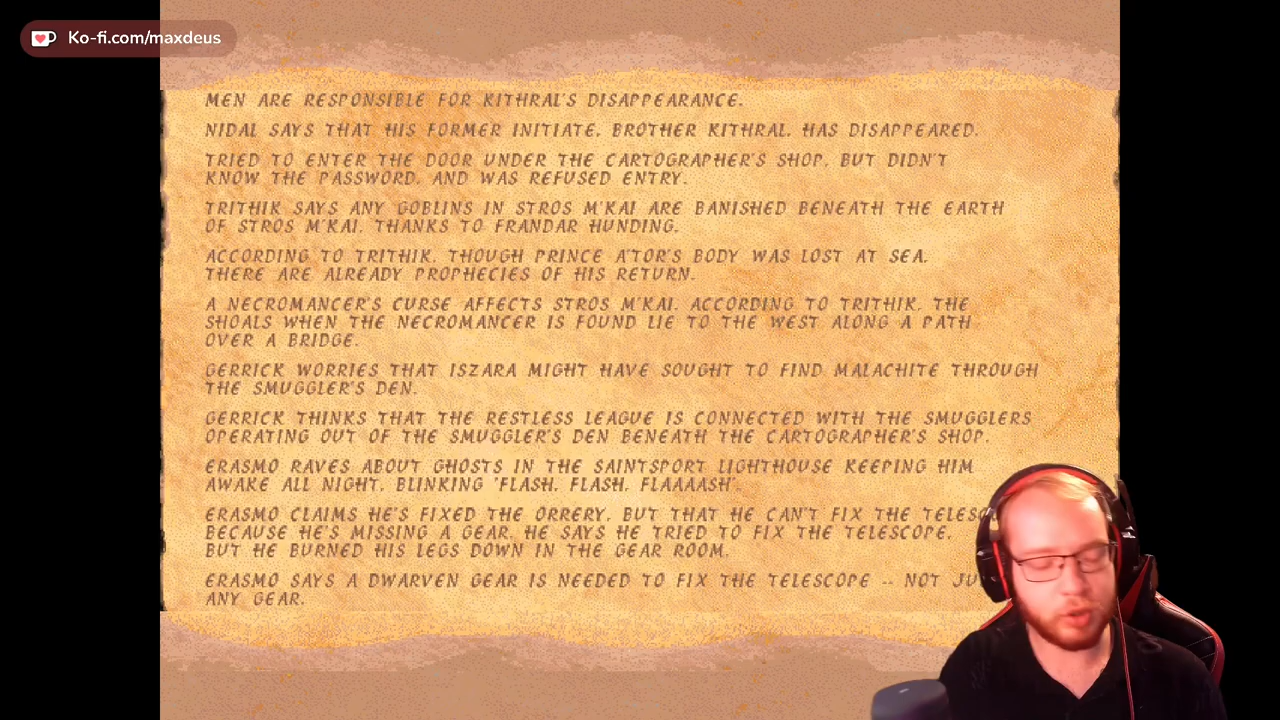 Ko-fi.com/maxdeus
MEN ARE RESPONSIBLE FOR KITHRAL'S DISAPPEARANCE.
NIDAL SAYS THAT HIS FORMER INITIATE, BROTHER KITHRAL, HAS DISAPPEARED.
TRIED TO ENTER THE DOOR UNDER THE CARTOGRAPHER'S SHOP, BUT DIDN'T
KNOW THE PASSWORD, AND WAS REFUSED ENTRY.
TRITHIK SAYS ANY GOBLINS IN STROS M'KAI ARE BANISHED BENEATH THE EARTH
OF STROS M'KAI, THANKS TO FRANDAR HUNDING.
ACCORDING TO TRITHIK, THOUGH PRINCE A'TOR'S BODY WAS LOST AT SEA,
THERE ARE ALREADY PROPHECIES OF HIS RETURN.
A NECROMANCER'S CURSE AFFECTS STROS M'KAI. ACCORDING TO TRITHIK, THE
SHOALS WHEN THE NECROMANCER IS FOUND LIE TO THE WEST ALONG A PATH
OVER A BRIDGE.
GERRICK WORRIES THAT ISZARA MIGHT HAVE SOUGHT TO FIND MALACHITE THROUGH
THE SMUGGLER'S DEN.
GERRICK THINKS THAT THE RESTLESS LEAGUE IS CONNECTED WITH THE SMUGGLERS
OPERATING OUT OF THE SMUGGLER'S DEN BENEATH THE CARTOGRAPHER'S SHOP.
ERASMO RAVES ABOUT GHOSTS IN THE SAINTSPORT LIGHTHOUSE KEEPING HIM
AWAKE ALL NIGHT, BLINKING 'FLASH, FLASH, FLAAAASH'.
ERASMO CLAIMS HE'S FIXED THE ORRERY, BUT THAT HE CAN'T FIX THE
BECAUSE HE'S MISSING A GEAR. HE SAYS HE TRIED TO FIX THE TELESCOPE,
BUT HE BURNED HIS LEGS DOWN IN THE GEAR ROOM.
ERASMO SAYS A DWARVEN GEAR IS NEEDED TO FIX THE TELESCOPE -- NOT
ANY GEAR.